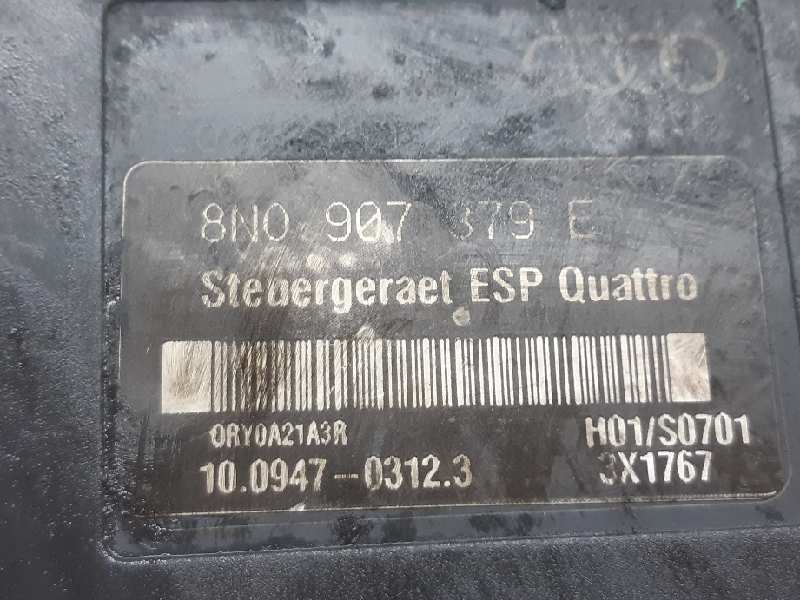 8N0 907 379 E
Steuergeraet ESP Quattro
0RY0A21A3R
H01/S0701
10.0947-0312.3
3X1767